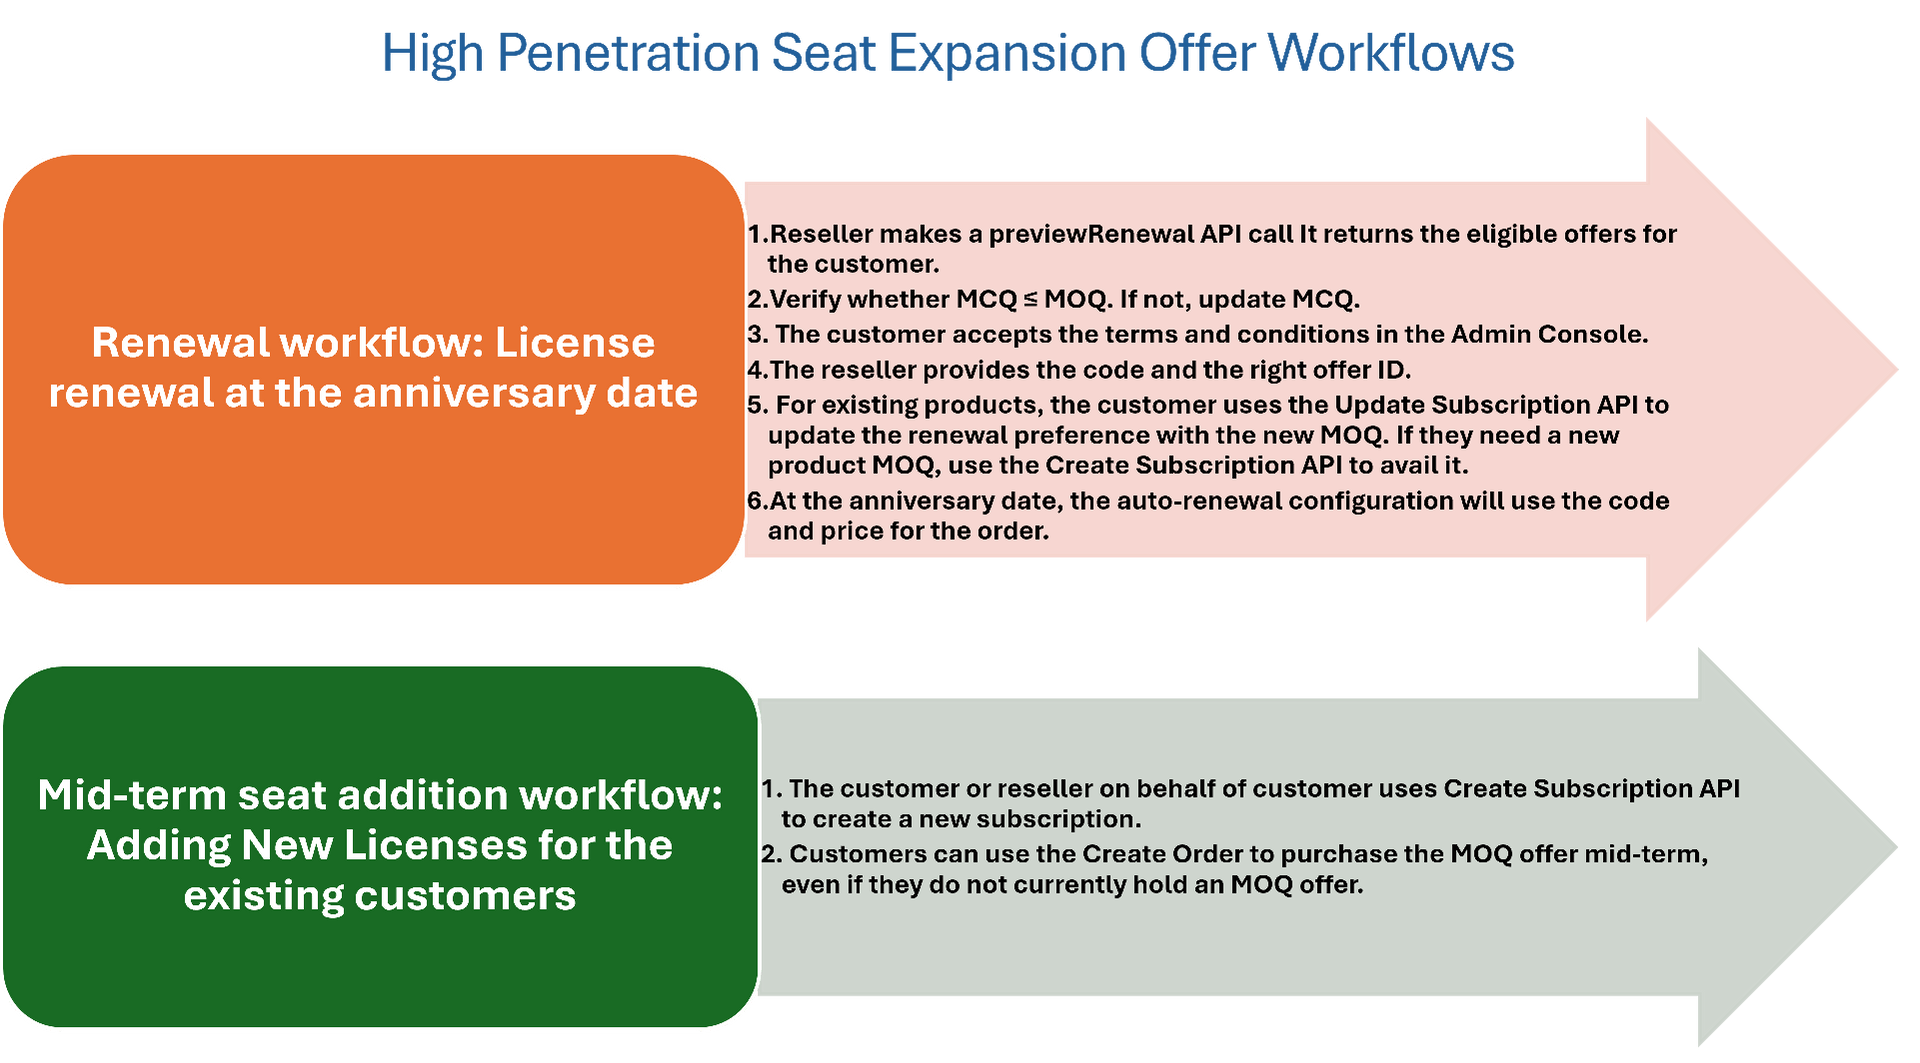 High Penetration Seat Expansion Offer Workflows
Renewal workflow: License
renewal at the anniversary date
1.Reseller makes a previewRenewal API call It returns the eligible offers for
the customer.
2.Verify whether MCQ ≤ MOQ. If not, update MCQ.
3. The customer accepts the terms and conditions in the Admin Console.
4.The reseller provides the code and the right offer ID.
5. For existing products, the customer uses the Update Subscription API to
update the renewal preference with the new MOQ. If they need a new
product MOQ, use the Create Subscription API to avail it.
6.At the anniversary date, the auto-renewal configuration will use the code
and price for the order.
Mid-term seat addition workflow:
Adding New Licenses for the
existing customers
1. The customer or reseller on behalf of customer uses Create Subscription API
to create a new subscription.
2. Customers can use the Create Order to purchase the MOQ offer mid-term,
even if they do not currently hold an MOQ offer.